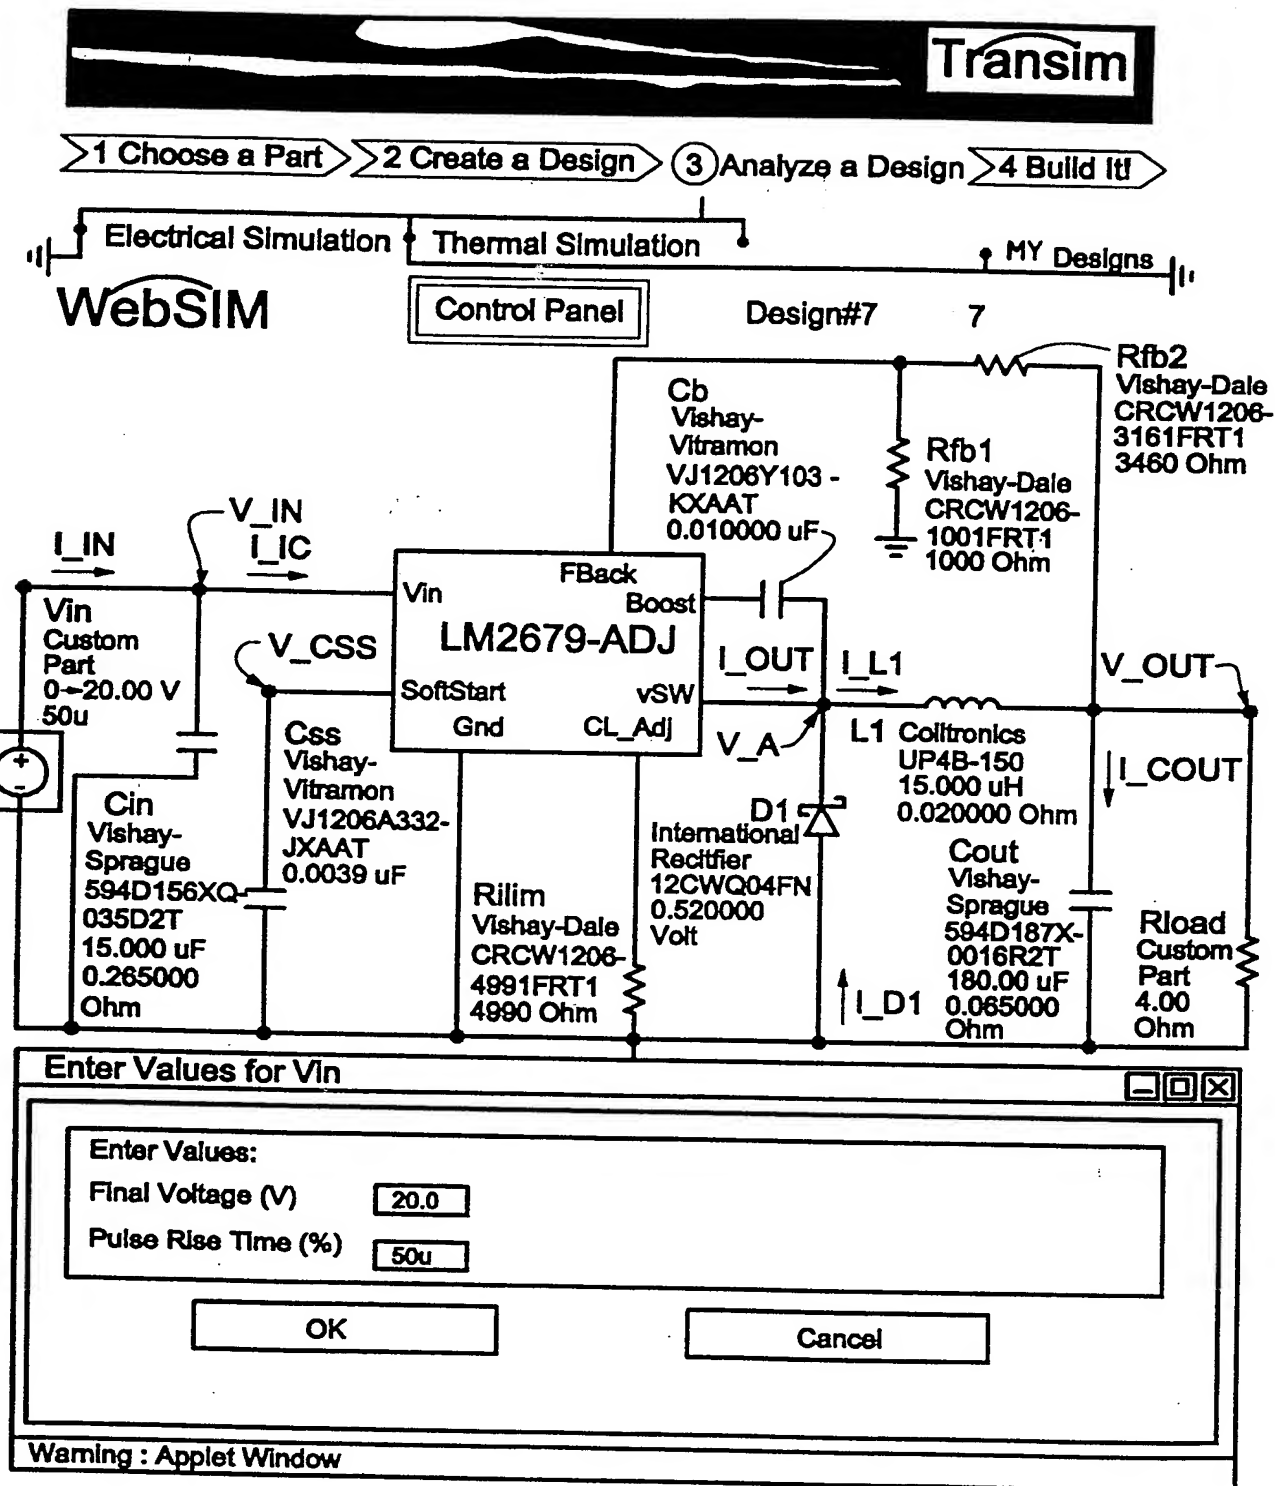 Transim
1 Choose a Part
2 Create a Design
3 Analyze a Design
4 Build It!
Electrical Simulation
Thermal Simulation
MY Designs
WebSIM
Control Panel
Design#7
7
Rfb2
Vishay-Dale
CRCW1206-
3161FRT1
3460 Ohm
Cb
Vishay-
Vitramon
VJ1206Y103 -
KXAAT
0.010000 uF
Rfb1
Vishay-Dale
CRCW1206-
1001FRT1
1000 Ohm
V_IN
I_IN
I_IC
Vin
Custom
Part
0-20.00 V
50u
+
-
V_CSS
Vin
FBack
Boost
LM2679-ADJ
SoftStart
vSW
Gnd
CL_Adj
I_OUT
I_L1
V_OUT
V_A
L1 Coiltronics
UP4B-150
15.000 uH
0.020000 Ohm
I_COUT
Css
Vishay-
Vitramon
VJ1206A332-
JXAAT
0.0039 uF
Cin
Vishay-
Sprague
594D156XQ-
035D2T
15.000 uF
0.265000
Ohm
Rilim
Vishay-Dale
CRCW1206-
4991FRT1
4990 Ohm
D1
International
Recitfier
12CWQ04FN
0.520000
Volt
I_D1
Cout
Vishay-
Sprague
594D187X-
0016R2T
180.00 uF
0.065000
Ohm
Rload
Custom
Part
4.00
Ohm
Enter Values for Vin
Enter Values:
Final Voltage (V) 20.0
Pulse Rise Time (%) 50u
OK
Cancel
Warning : Applet Window